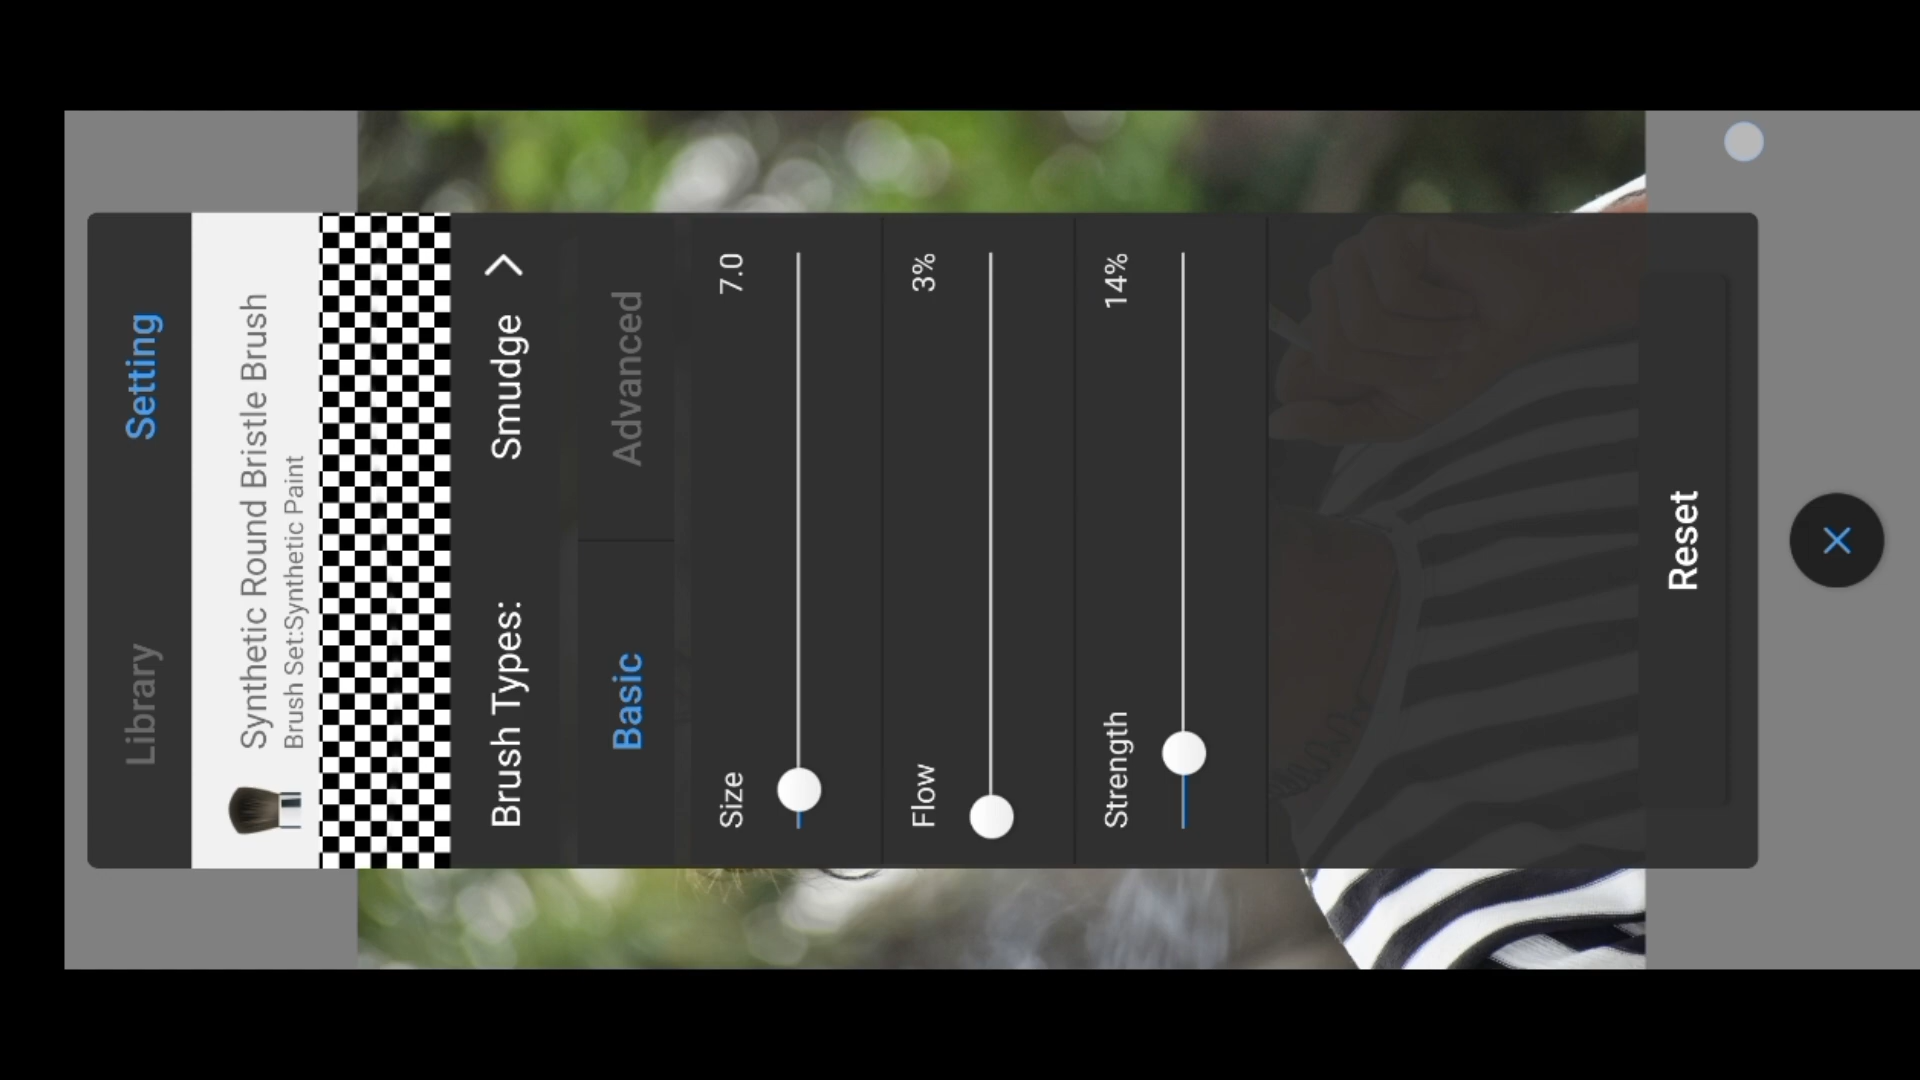 Library
Setting
Synthetic Round Bristle Brush
Brush Set:Synthetic Paint
Brush Types:
Smudge
Basic
Advanced
Size
7.0
Flow
3%
Strength
14%
Reset